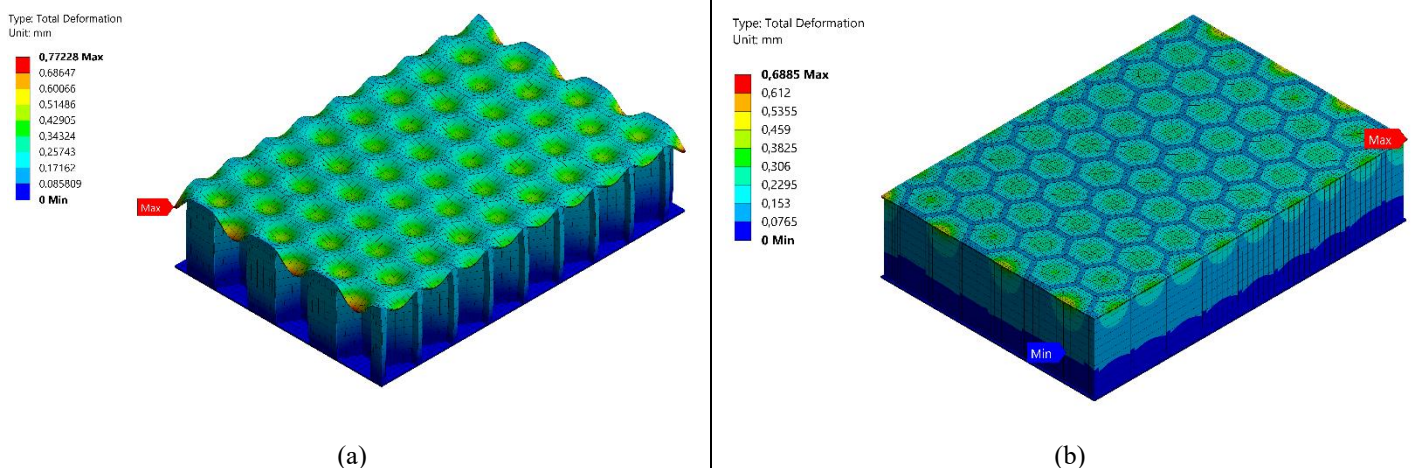 Type: Total Deformation
Unit: mm
0,77228 Max
0,68647
0,60066
0,51486
0,42905
0,34324
0,25743
0,17162
0,085809
0 Min
Max
(a)
Type: Total Deformation
Unit: mm
0,6885 Max
0,612
0,5355
0,459
0,3825
0,306
0,2295
0,153
0,0765
0 Min
Max
Min
(b)